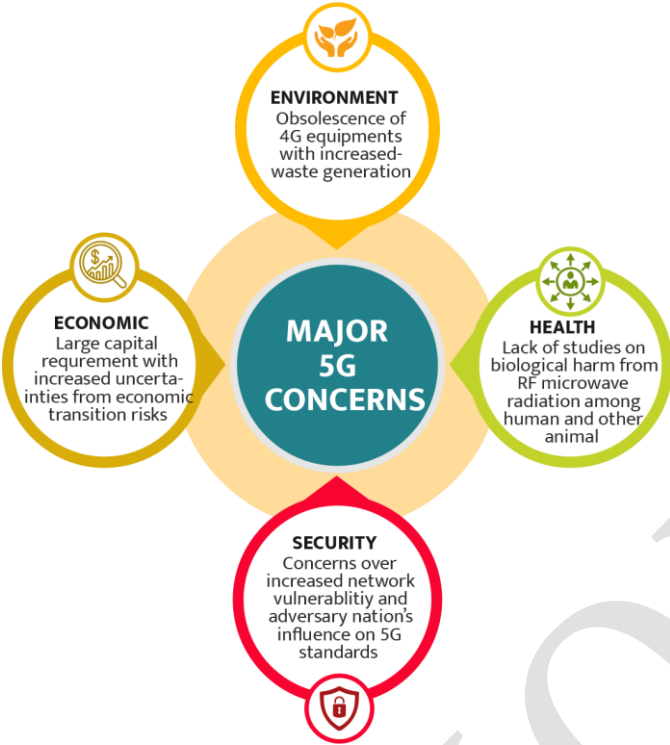 ENVIRONMENT
Obsolescence of
4G equipments
with increased-
waste generation
ECONOMIC
Large capital
requrement with
increased uncerta-
inties from economic
transition risks
MAJOR
5G
CONCERNS
HEALTH
Lack of studies on
biological harm from
RF microwave
radiation among
human and other
animal
SECURITY
Concerns over
increased network
vulnerablitiy and
adversary nation's
influence on 5G
standards